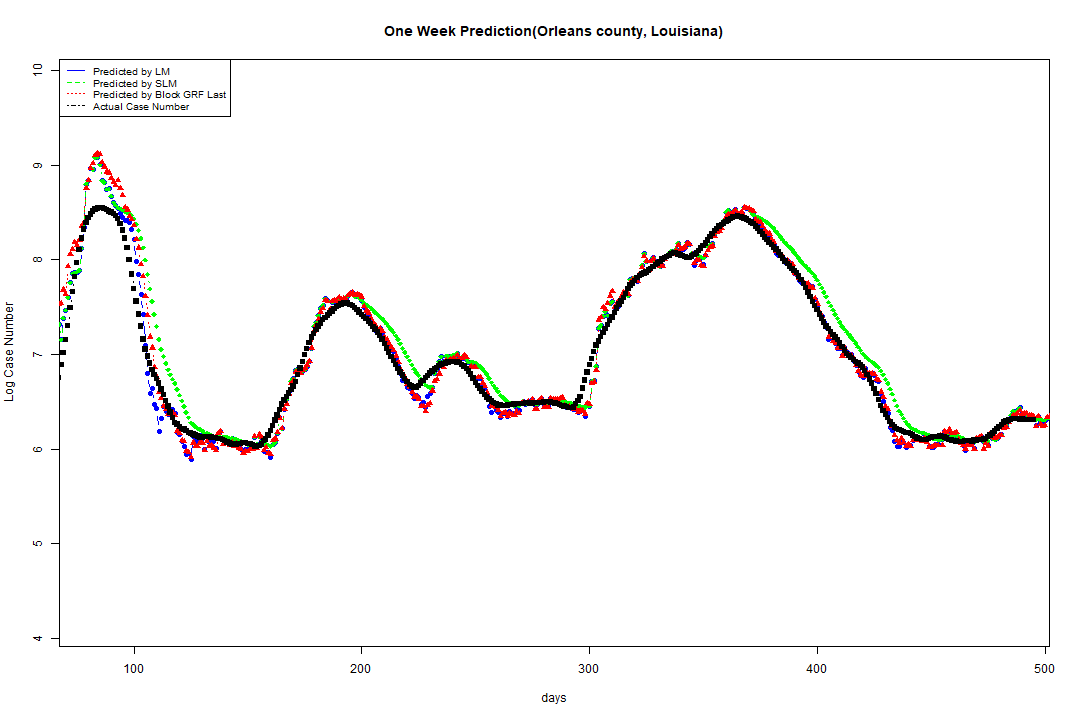 One Week Prediction(Orleans county, Louisiana)
Predicted by LM
Predicted by SLM
Predicted by Block GRF Last
Actual Case Number
10
9
8
7
6
5
4
Log Case Number
100 200 300 400 500
days